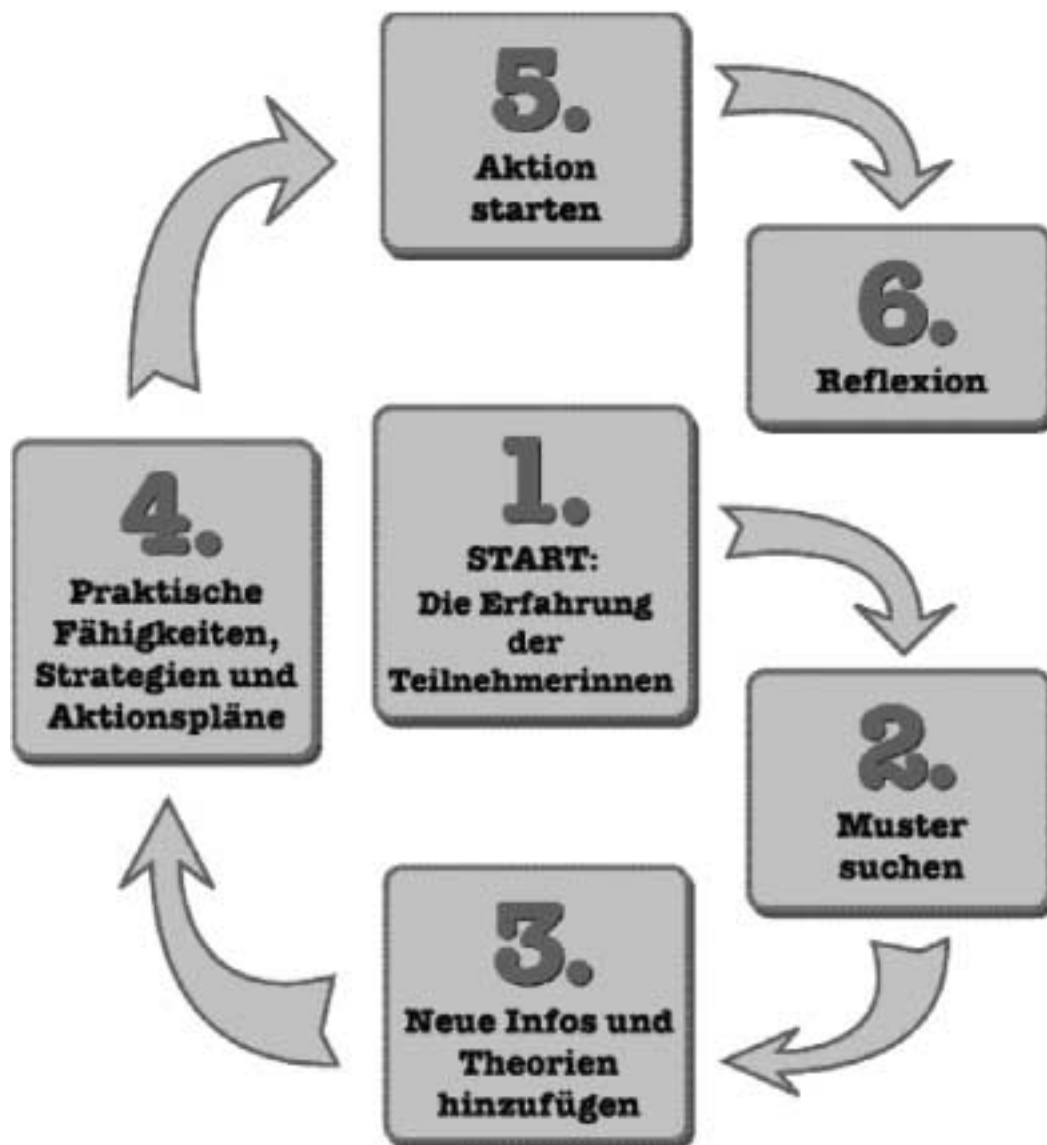 1.
START:
Die Erfahrung
der
Teilnehmerinnen
2.
Muster
suchen
3.
Neue Infos und
Theorien
hinzufügen
4.
Praktische
Fähigkeiten,
Strategien und
Aktionspläne
5.
Aktion
starten
6.
Reflexion